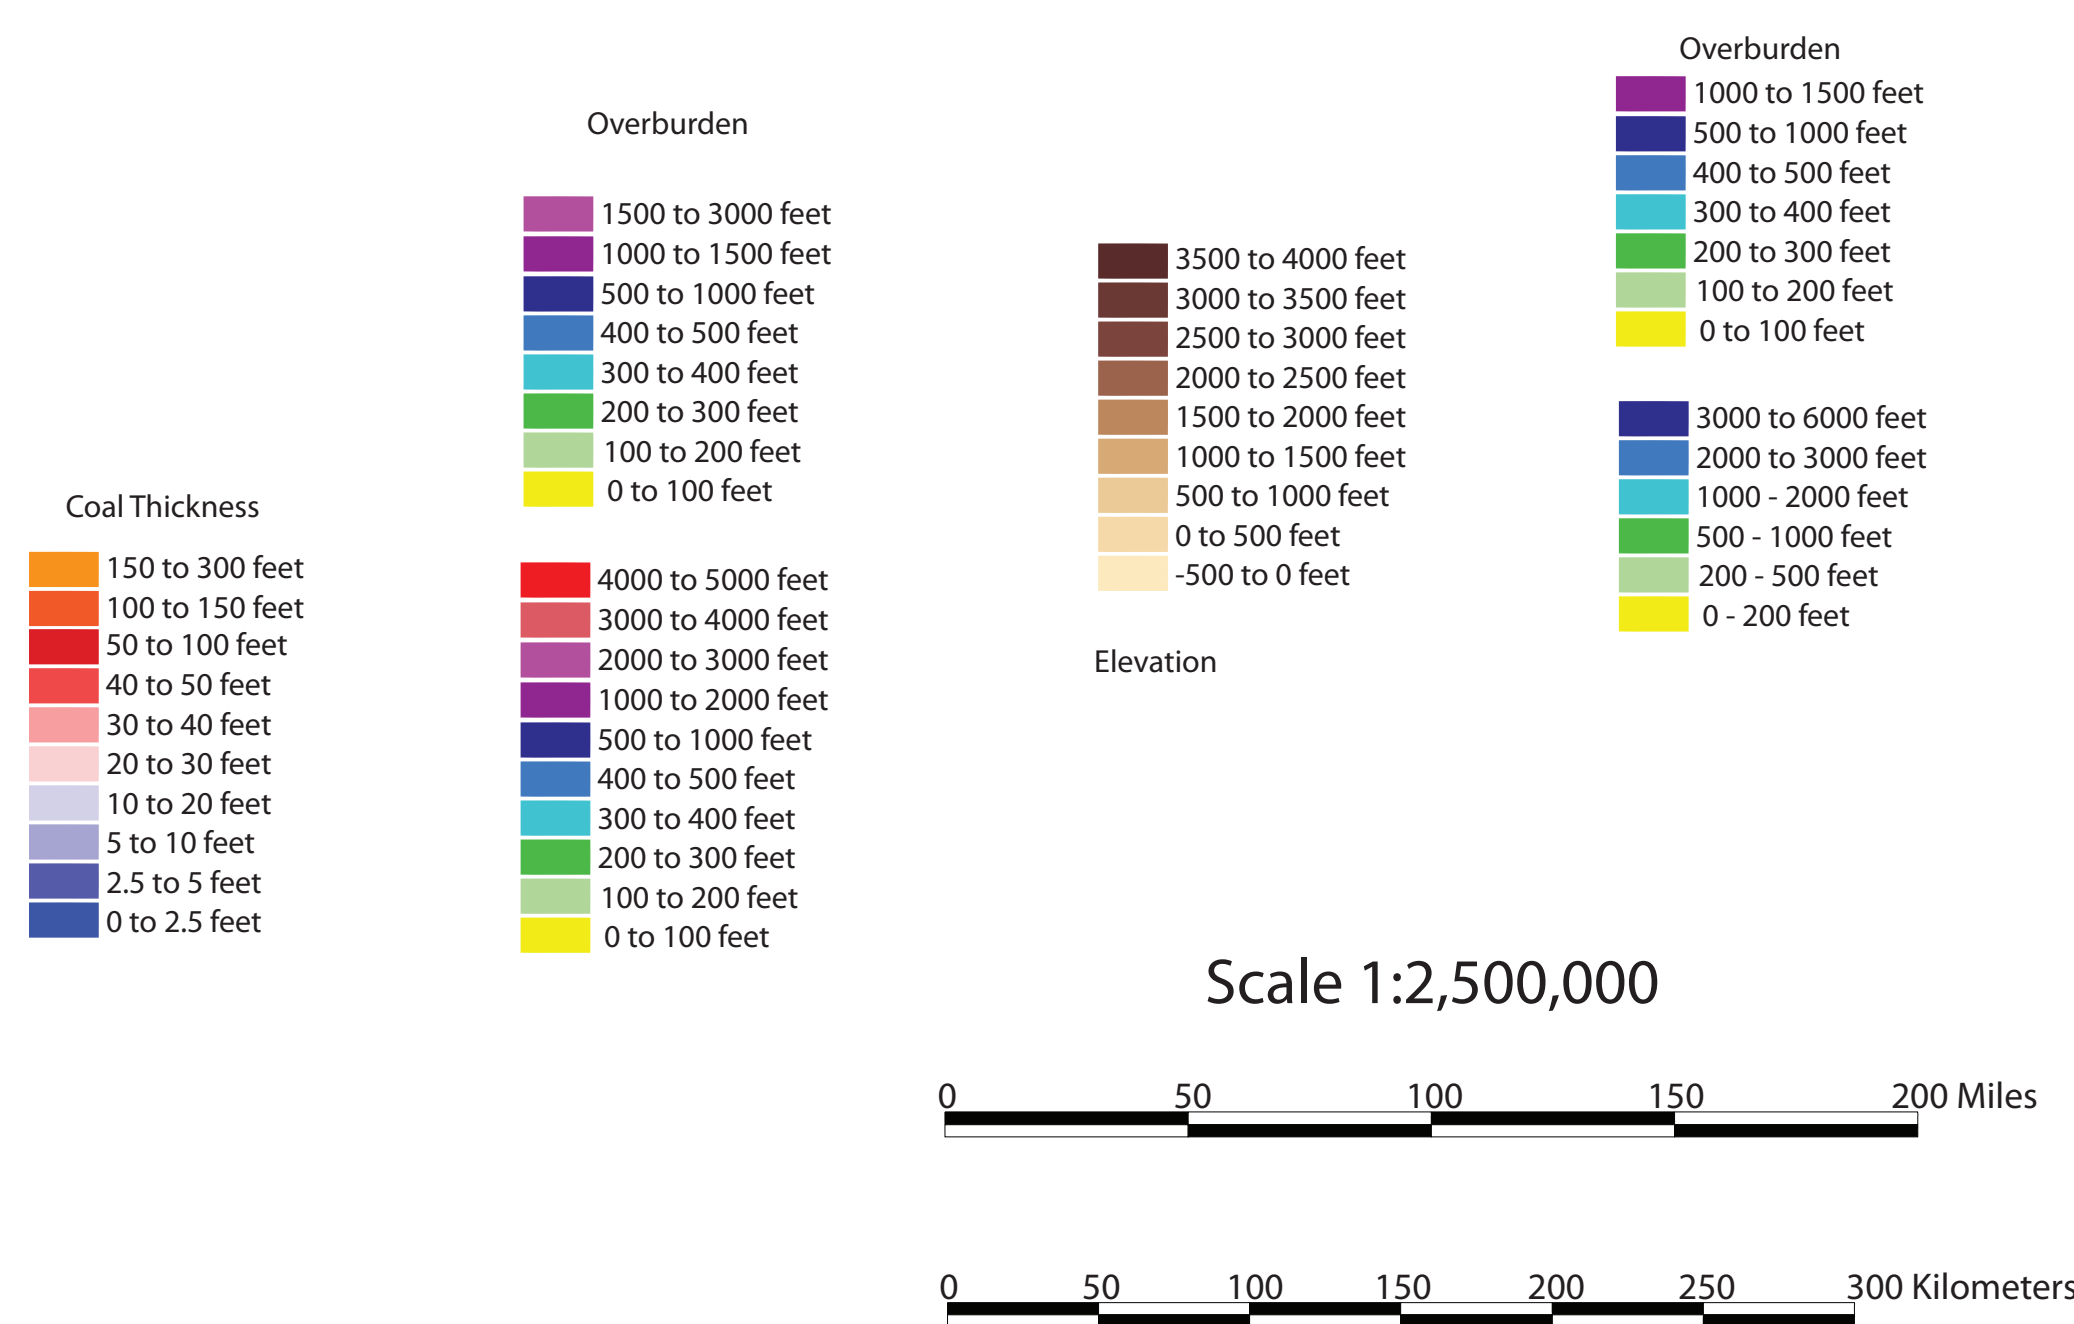 Coal Thickness
150 to 300 feet
100 to 150 feet
50 to 100 feet
40 to 50 feet
30 to 40 feet
20 to 30 feet
10 to 20 feet
5 to 10 feet
2.5 to 5 feet
0 to 2.5 feet
Overburden
1500 to 3000 feet
1000 to 1500 feet
500 to 1000 feet
400 to 500 feet
300 to 400 feet
200 to 300 feet
100 to 200 feet
0 to 100 feet
4000 to 5000 feet
3000 to 4000 feet
2000 to 3000 feet
1000 to 2000 feet
500 to 1000 feet
400 to 500 feet
300 to 400 feet
200 to 300 feet
100 to 200 feet
0 to 100 feet
3500 to 4000 feet
3000 to 3500 feet
2500 to 3000 feet
2000 to 2500 feet
1500 to 2000 feet
1000 to 1500 feet
500 to 1000 feet
0 to 500 feet
-500 to 0 feet
Elevation
Overburden
1000 to 1500 feet
500 to 1000 feet
400 to 500 feet
300 to 400 feet
200 to 300 feet
100 to 200 feet
0 to 100 feet
3000 to 6000 feet
2000 to 3000 feet
1000 - 2000 feet
500 - 1000 feet
200 - 500 feet
0 - 200 feet
Scale 1:2,500,000
0 50 100 150 200 Miles
0 50 100 150 200 250 300 Kilometers